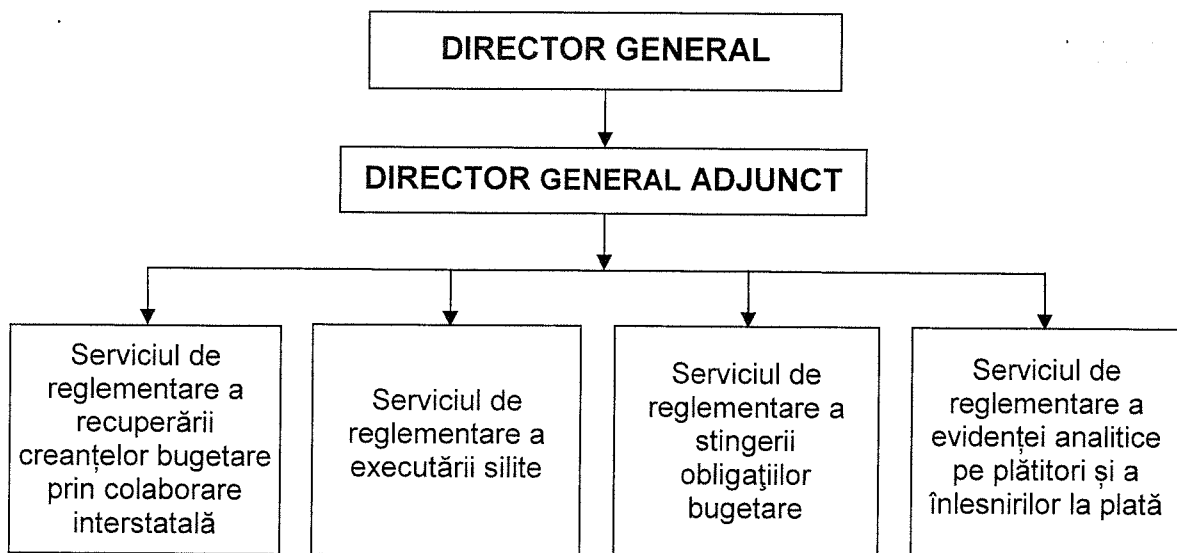 DIRECTOR GENERAL
DIRECTOR GENERAL ADJUNCT
Serviciul de
reglementare a
recuperării
creanțelor bugetare
prin colaborare
interstatală
Serviciul de
reglementare a
executării silite
Serviciul de
reglementare a
stingerii
obligaţiilor
bugetare
Serviciul de
reglementare a
evidenței analitice
pe plătitori și a
înlesnirilor la plată